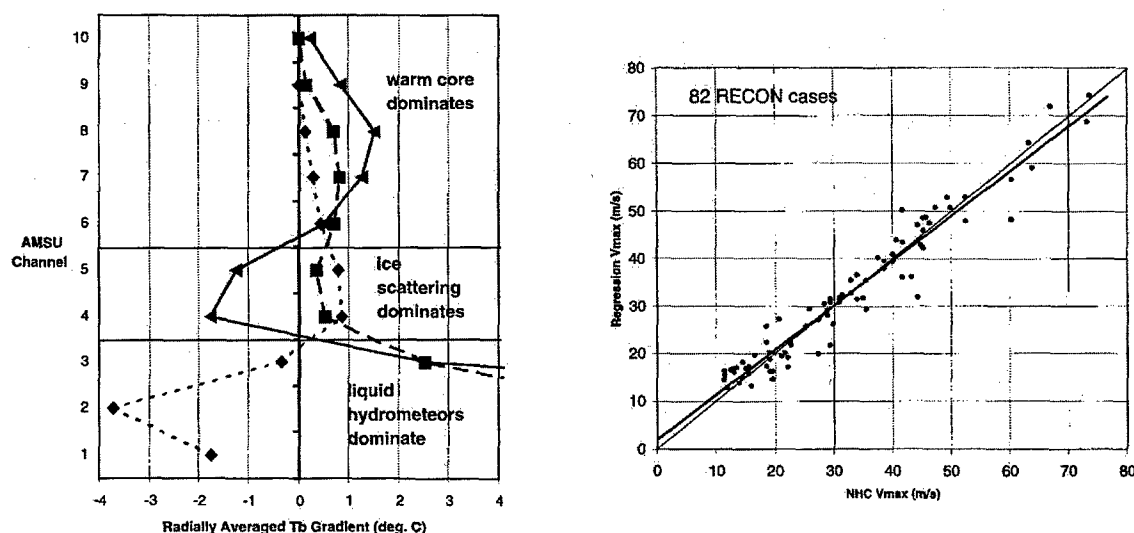 10
9
8
7
6
5
4
3
2
1
AMSU
Channel
warm core
dominates
ice
scattering
dominates
liquid
hydrometeors
dominate
-4 -3 -2 -1 0 1 2 3 4
Radially Averaged Tb Gradient (deg. C)
82 RECON cases
80
70
60
50
40
30
20
10
0
Regression Vmax (m/s)
0 10 20 30 40 50 60 70 80
NHC Vmax (m/s)